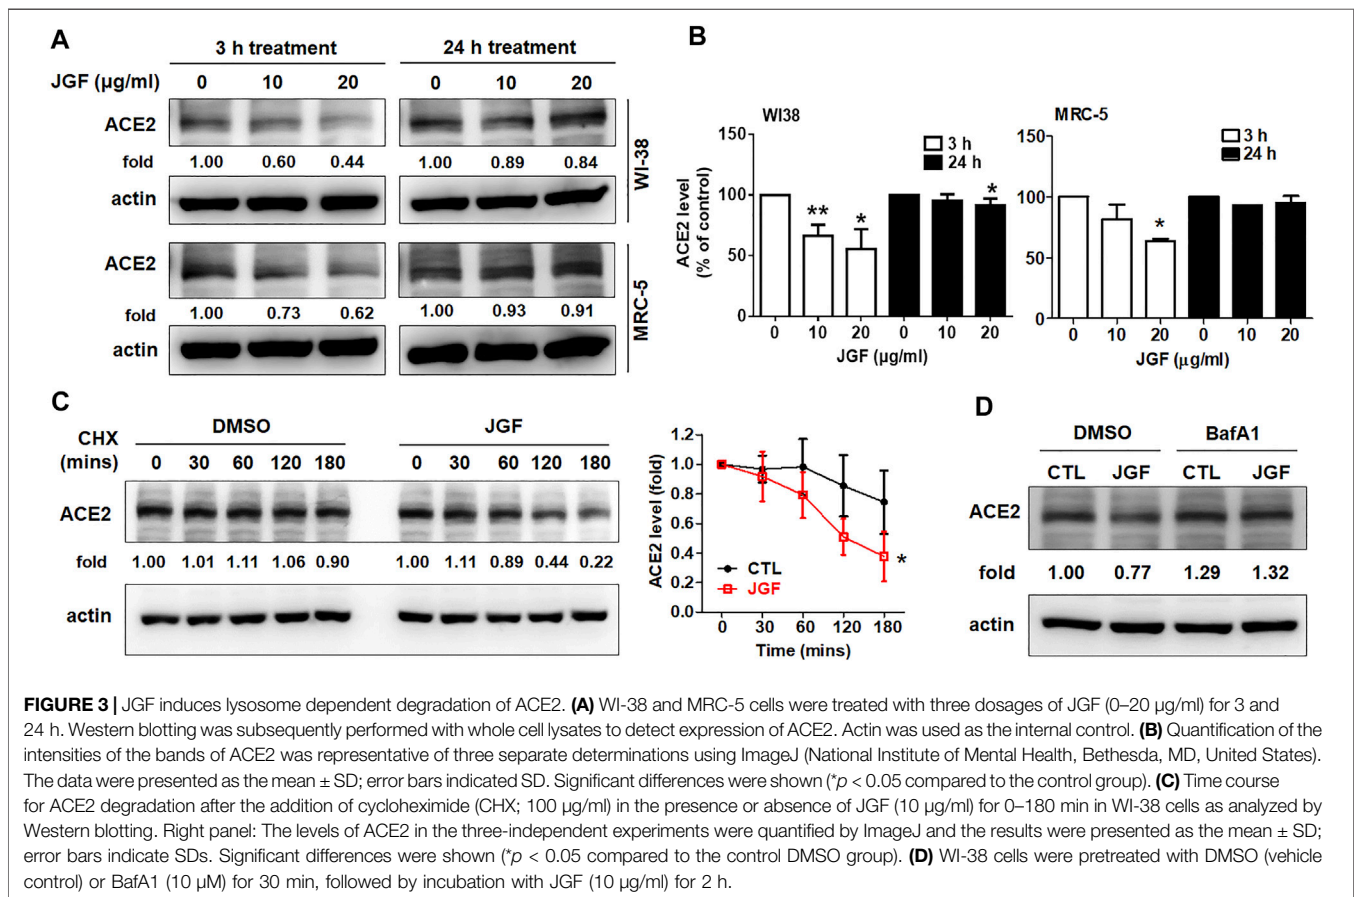 A
3 h treatment 24 h treatment
JGF (µg/ml) 0 10 20 0 10 20
ACE2
fold 1.00 0.60 0.44 1.00 0.89 0.84
actin
WI-38
ACE2
fold 1.00 0.73 0.62 1.00 0.93 0.91
actin
MRC-5
B
WI38
3 h
24 h
ACE2 level
(% of control)
150
100
50
0
** * *
0 10 20 0 10 20
JGF (µg/ml)
MRC-5
3 h
24 h
150
100
50
0
*
0 10 20 0 10 20
JGF (µg/ml)
C
DMSO JGF
CHX
(mins) 0 30 60 120 180 0 30 60 120 180
ACE2
fold 1.00 1.01 1.11 1.06 0.90 1.00 1.11 0.89 0.44 0.22
actin
ACE2 level (fold)
1.2
1.0
0.8
0.6
0.4
0.2
0.0
CTL
JGF
*
0 30 60 120 180
Time (mins)
D
DMSO BafA1
CTL JGF CTL JGF
ACE2
fold 1.00 0.77 1.29 1.32
actin
FIGURE 3 | JGF induces lysosome dependent degradation of ACE2. (A) WI-38 and MRC-5 cells were treated with three dosages of JGF (0–20 µg/ml) for 3 and
24 h. Western blotting was subsequently performed with whole cell lysates to detect expression of ACE2. Actin was used as the internal control. (B) Quantification of the
intensities of the bands of ACE2 was representative of three separate determinations using ImageJ (National Institute of Mental Health, Bethesda, MD, United States).
The data were presented as the mean ± SD; error bars indicated SD. Significant differences were shown (*p < 0.05 compared to the control group). (C) Time course
for ACE2 degradation after the addition of cycloheximide (CHX; 100 µg/ml) in the presence or absence of JGF (10 µg/ml) for 0–180 min in WI-38 cells as analyzed by
Western blotting. Right panel: The levels of ACE2 in the three-independent experiments were quantified by ImageJ and the results were presented as the mean ± SD;
error bars indicate SDs. Significant differences were shown (*p < 0.05 compared to the control DMSO group). (D) WI-38 cells were pretreated with DMSO (vehicle
control) or BafA1 (10 µM) for 30 min, followed by incubation with JGF (10 µg/ml) for 2 h.